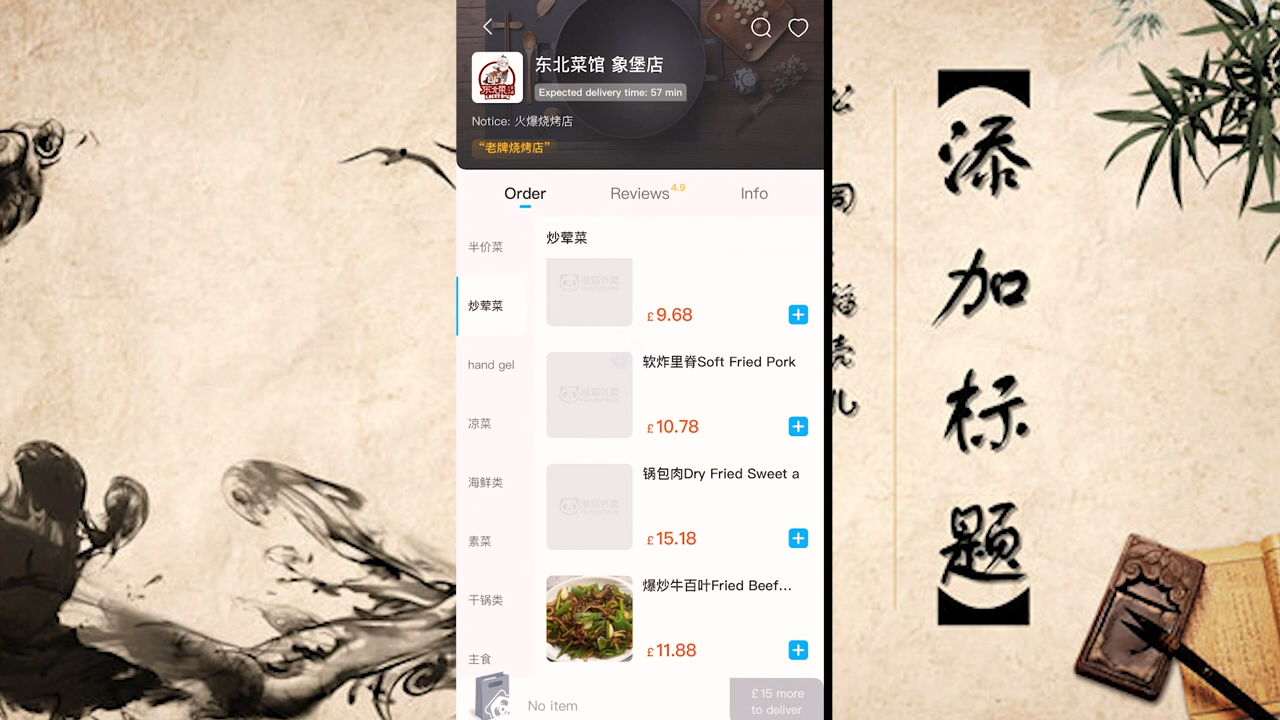 东北菜馆 象堡店
Expected delivery time: 57 min
Notice: 火爆烧烤店
“老牌烧烤店”
Order
Reviews 4.9
Info
半价菜
炒荤菜
hand gel
凉菜
海鲜类
素菜
干锅类
主食
炒荤菜
£9.68
软炸里脊Soft Fried Pork
£10.78
锅包肉Dry Fried Sweet a
£15.18
爆炒牛百叶Fried Beef...
£11.88
No item
£15 more
to deliver
【添加标题】